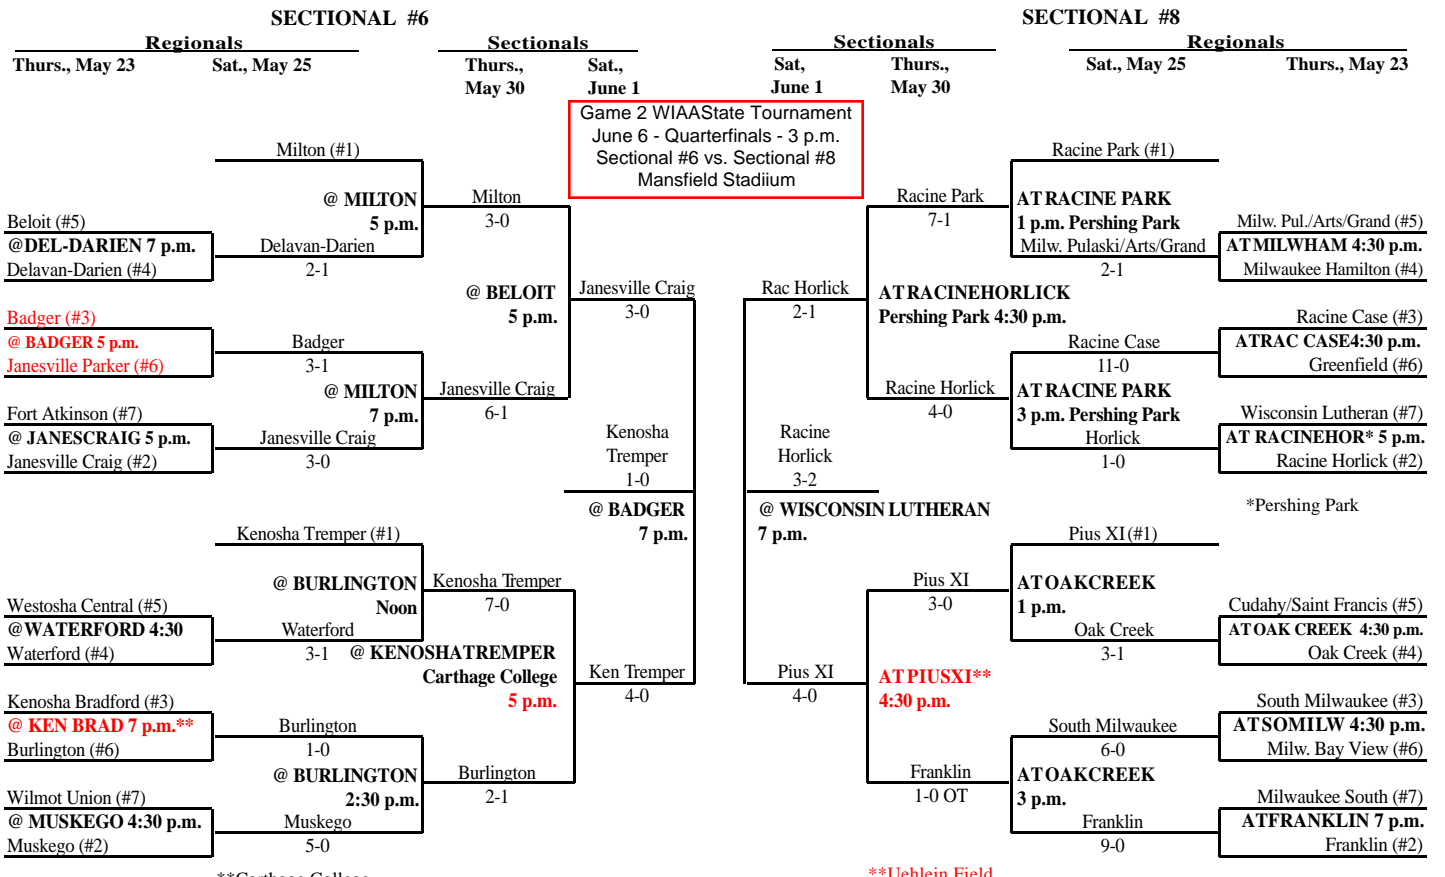 SECTIONAL #6
SECTIONAL #8
Regionals
Sectionals
Sectionals
Regionals
Thurs., May 23
Sat., May 25
Thurs.,
May 30
Sat.,
June 1
Sat,
June 1
Thurs.,
May 30
Sat., May 25
Thurs., May 23
Game 2 WIAAState Tournament
June 6 - Quarterfinals - 3 p.m.
Sectional #6 vs. Sectional #8
Mansfield Stadiium
Milton (#1)
@ MILTON
5 p.m.
Milton
3-0
Beloit (#5)
@DEL-DARIEN 7 p.m.
Delavan-Darien (#4)
Delavan-Darien
2-1
@ BELOIT
5 p.m.
Janesville Craig
3-0
Badger (#3)
@ BADGER 5 p.m.
Janesville Parker (#6)
Badger
3-1
@ MILTON
7 p.m.
Janesville Craig
6-1
Fort Atkinson (#7)
@ JANESCRAIG 5 p.m.
Janesville Craig (#2)
Janesville Craig
3-0
Kenosha
Tremper
1-0
@ BADGER
7 p.m.
Kenosha Tremper (#1)
@ BURLINGTON
Noon
Kenosha Tremper
7-0
Westosha Central (#5)
@WATERFORD 4:30
Waterford (#4)
Waterford
3-1
@ KENOSHATREMPER
Carthage College
5 p.m.
Ken Tremper
4-0
Kenosha Bradford (#3)
@ KEN BRAD 7 p.m.**
Burlington (#6)
Burlington
1-0
@ BURLINGTON
2:30 p.m.
Burlington
2-1
Wilmot Union (#7)
@ MUSKEGO 4:30 p.m.
Muskego (#2)
Muskego
5-0
**Carthage College
Racine Park (#1)
Racine Park
7-1
AT RACINE PARK
1 p.m. Pershing Park
Milw. Pulaski/Arts/Grand
2-1
Milw. Pul./Arts/Grand (#5)
AT MILWHAM 4:30 p.m.
Milwaukee Hamilton (#4)
Rac Horlick
2-1
AT RACINEHORLICK
Pershing Park 4:30 p.m.
Racine Case (#3)
AT RAC CASE4:30 p.m.
Greenfield (#6)
Racine Case
11-0
Racine Horlick
4-0
AT RACINE PARK
3 p.m. Pershing Park
Horlick
1-0
Wisconsin Lutheran (#7)
AT RACINEHOR* 5 p.m.
Racine Horlick (#2)
Racine
Horlick
3-2
@ WISCONSIN LUTHERAN
7 p.m.
*Pershing Park
Pius XI (#1)
Pius XI
3-0
AT OAKCREEK
1 p.m.
Oak Creek
3-1
Cudahy/Saint Francis (#5)
AT OAK CREEK 4:30 p.m.
Oak Creek (#4)
Pius XI
4-0
AT PIUSXI**
4:30 p.m.
South Milwaukee (#3)
AT SOMILW 4:30 p.m.
Milw. Bay View (#6)
South Milwaukee
6-0
Franklin
1-0 OT
AT OAKCREEK
3 p.m.
Franklin
9-0
Milwaukee South (#7)
ATFRANKLIN 7 p.m.
Franklin (#2)
**Uehlein Field